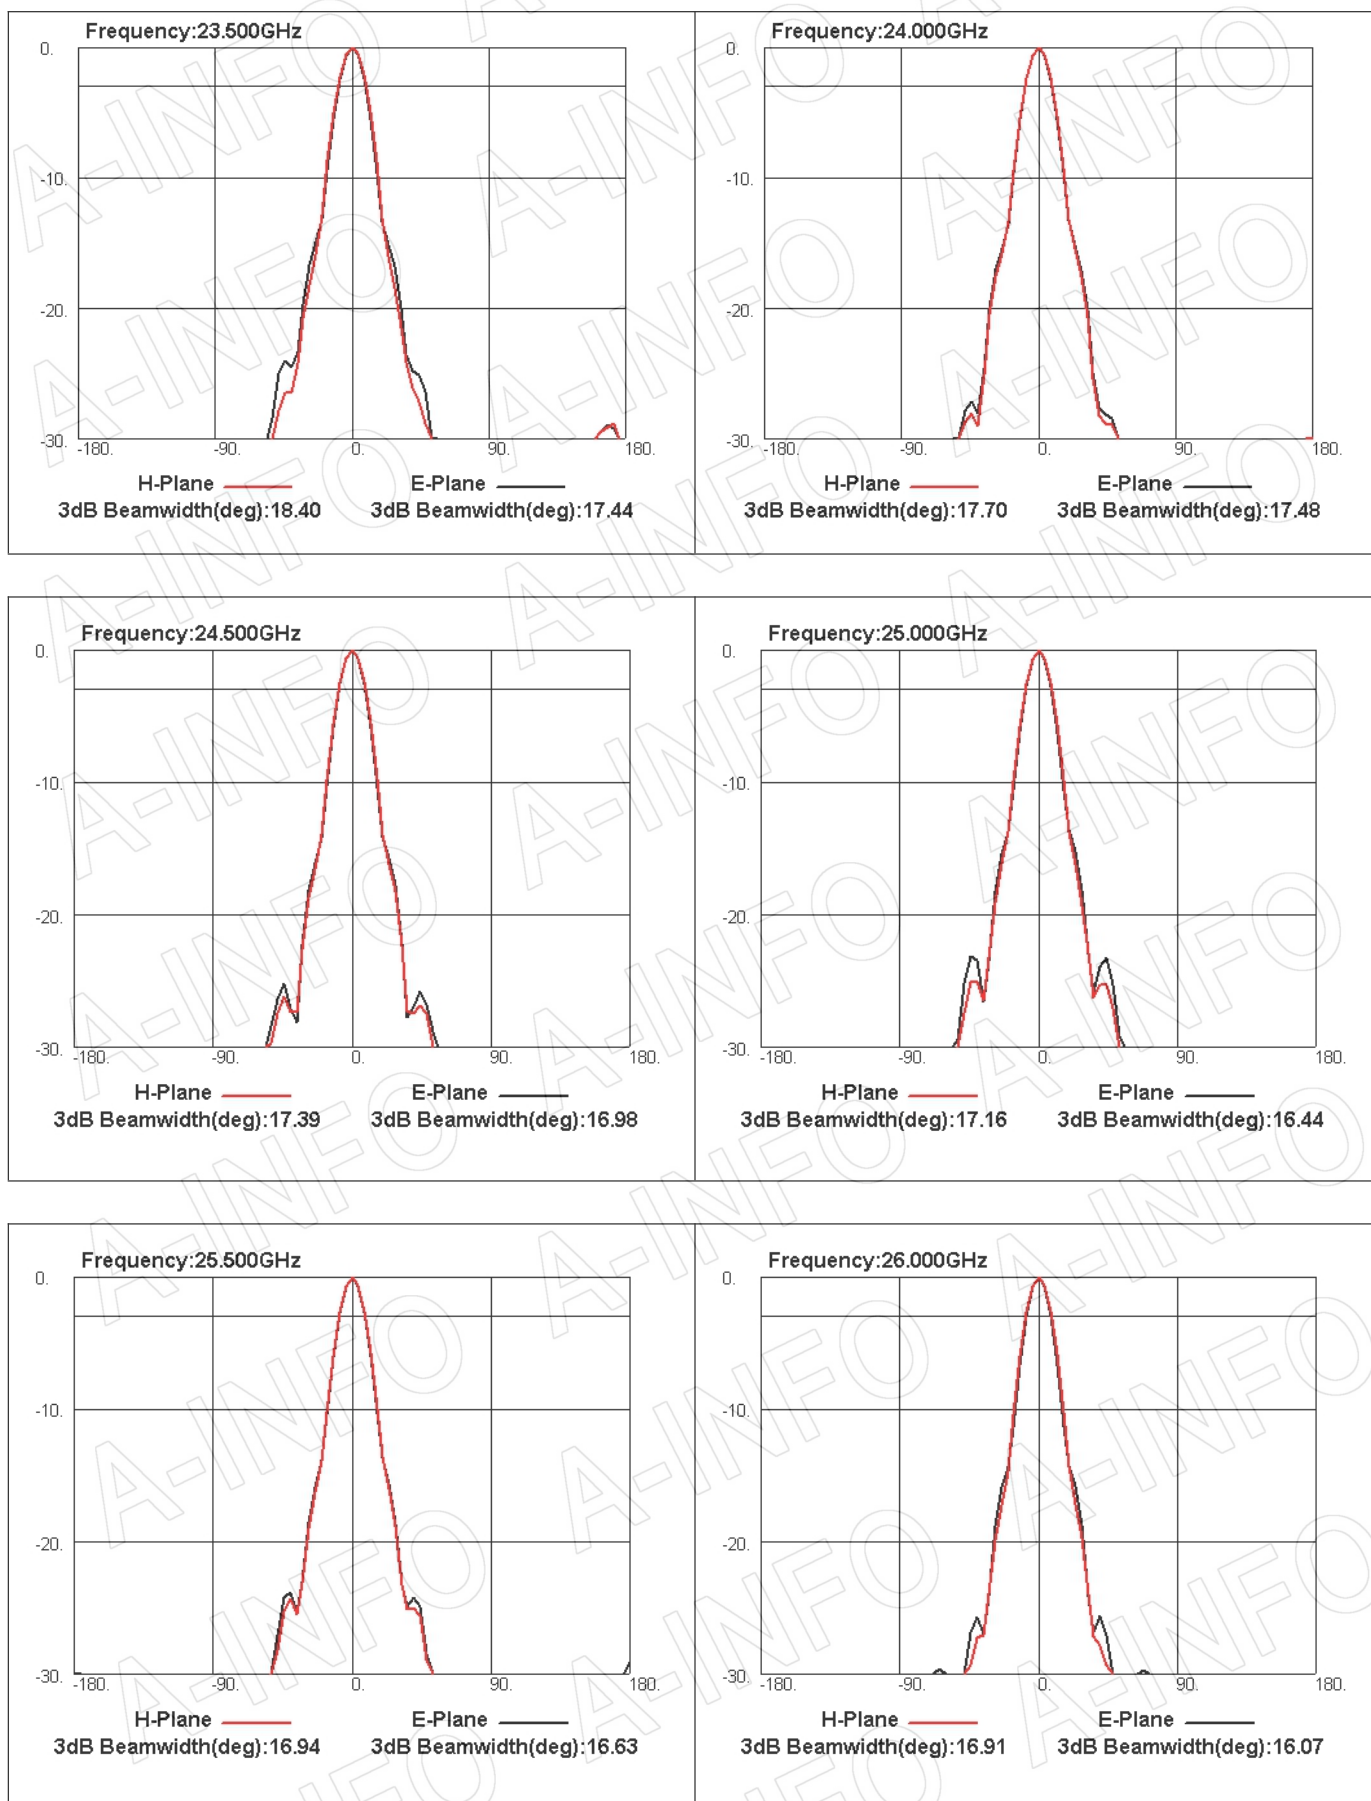 Frequency:23.500GHz
0.
-10.
-20.
-30.
-180. -90. 0. 90. 180.
H-Plane E-Plane
3dB Beamwidth(deg):18.40 3dB Beamwidth(deg):17.44
Frequency:24.000GHz
0.
-10.
-20.
-30.
-180. -90. 0. 90. 180.
H-Plane E-Plane
3dB Beamwidth(deg):17.70 3dB Beamwidth(deg):17.48
Frequency:24.500GHz
0.
-10.
-20.
-30.
-180. -90. 0. 90. 180.
H-Plane E-Plane
3dB Beamwidth(deg):17.39 3dB Beamwidth(deg):16.98
Frequency:25.000GHz
0.
-10.
-20.
-30.
-180. -90. 0. 90. 180.
H-Plane E-Plane
3dB Beamwidth(deg):17.16 3dB Beamwidth(deg):16.44
Frequency:25.500GHz
0.
-10.
-20.
-30.
-180. -90. 0. 90. 180.
H-Plane E-Plane
3dB Beamwidth(deg):16.94 3dB Beamwidth(deg):16.63
Frequency:26.000GHz
0.
-10.
-20.
-30.
-180. -90. 0. 90. 180.
H-Plane E-Plane
3dB Beamwidth(deg):16.91 3dB Beamwidth(deg):16.07
A-INFO